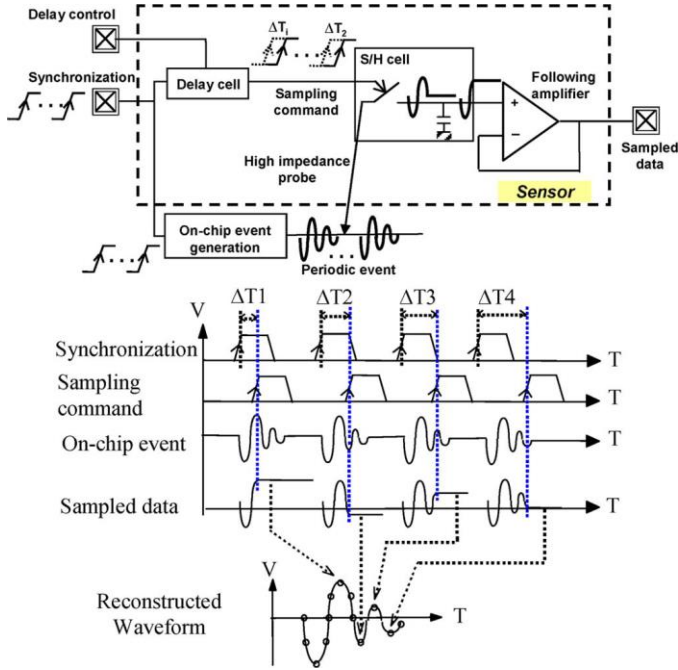 Delay control
ΔTi ΔT2
S/H cell
Synchronization
Delay cell
Following
amplifier
Sampling
command
+
−
High impedance
probe
Sampled
data
Sensor
On-chip event
generation
Periodic event
ΔT1 ΔT2 ΔT3 ΔT4
V
Synchronization
T
Sampling
command
T
On-chip event
T
Sampled data
T
V
Reconstructed
Waveform
T